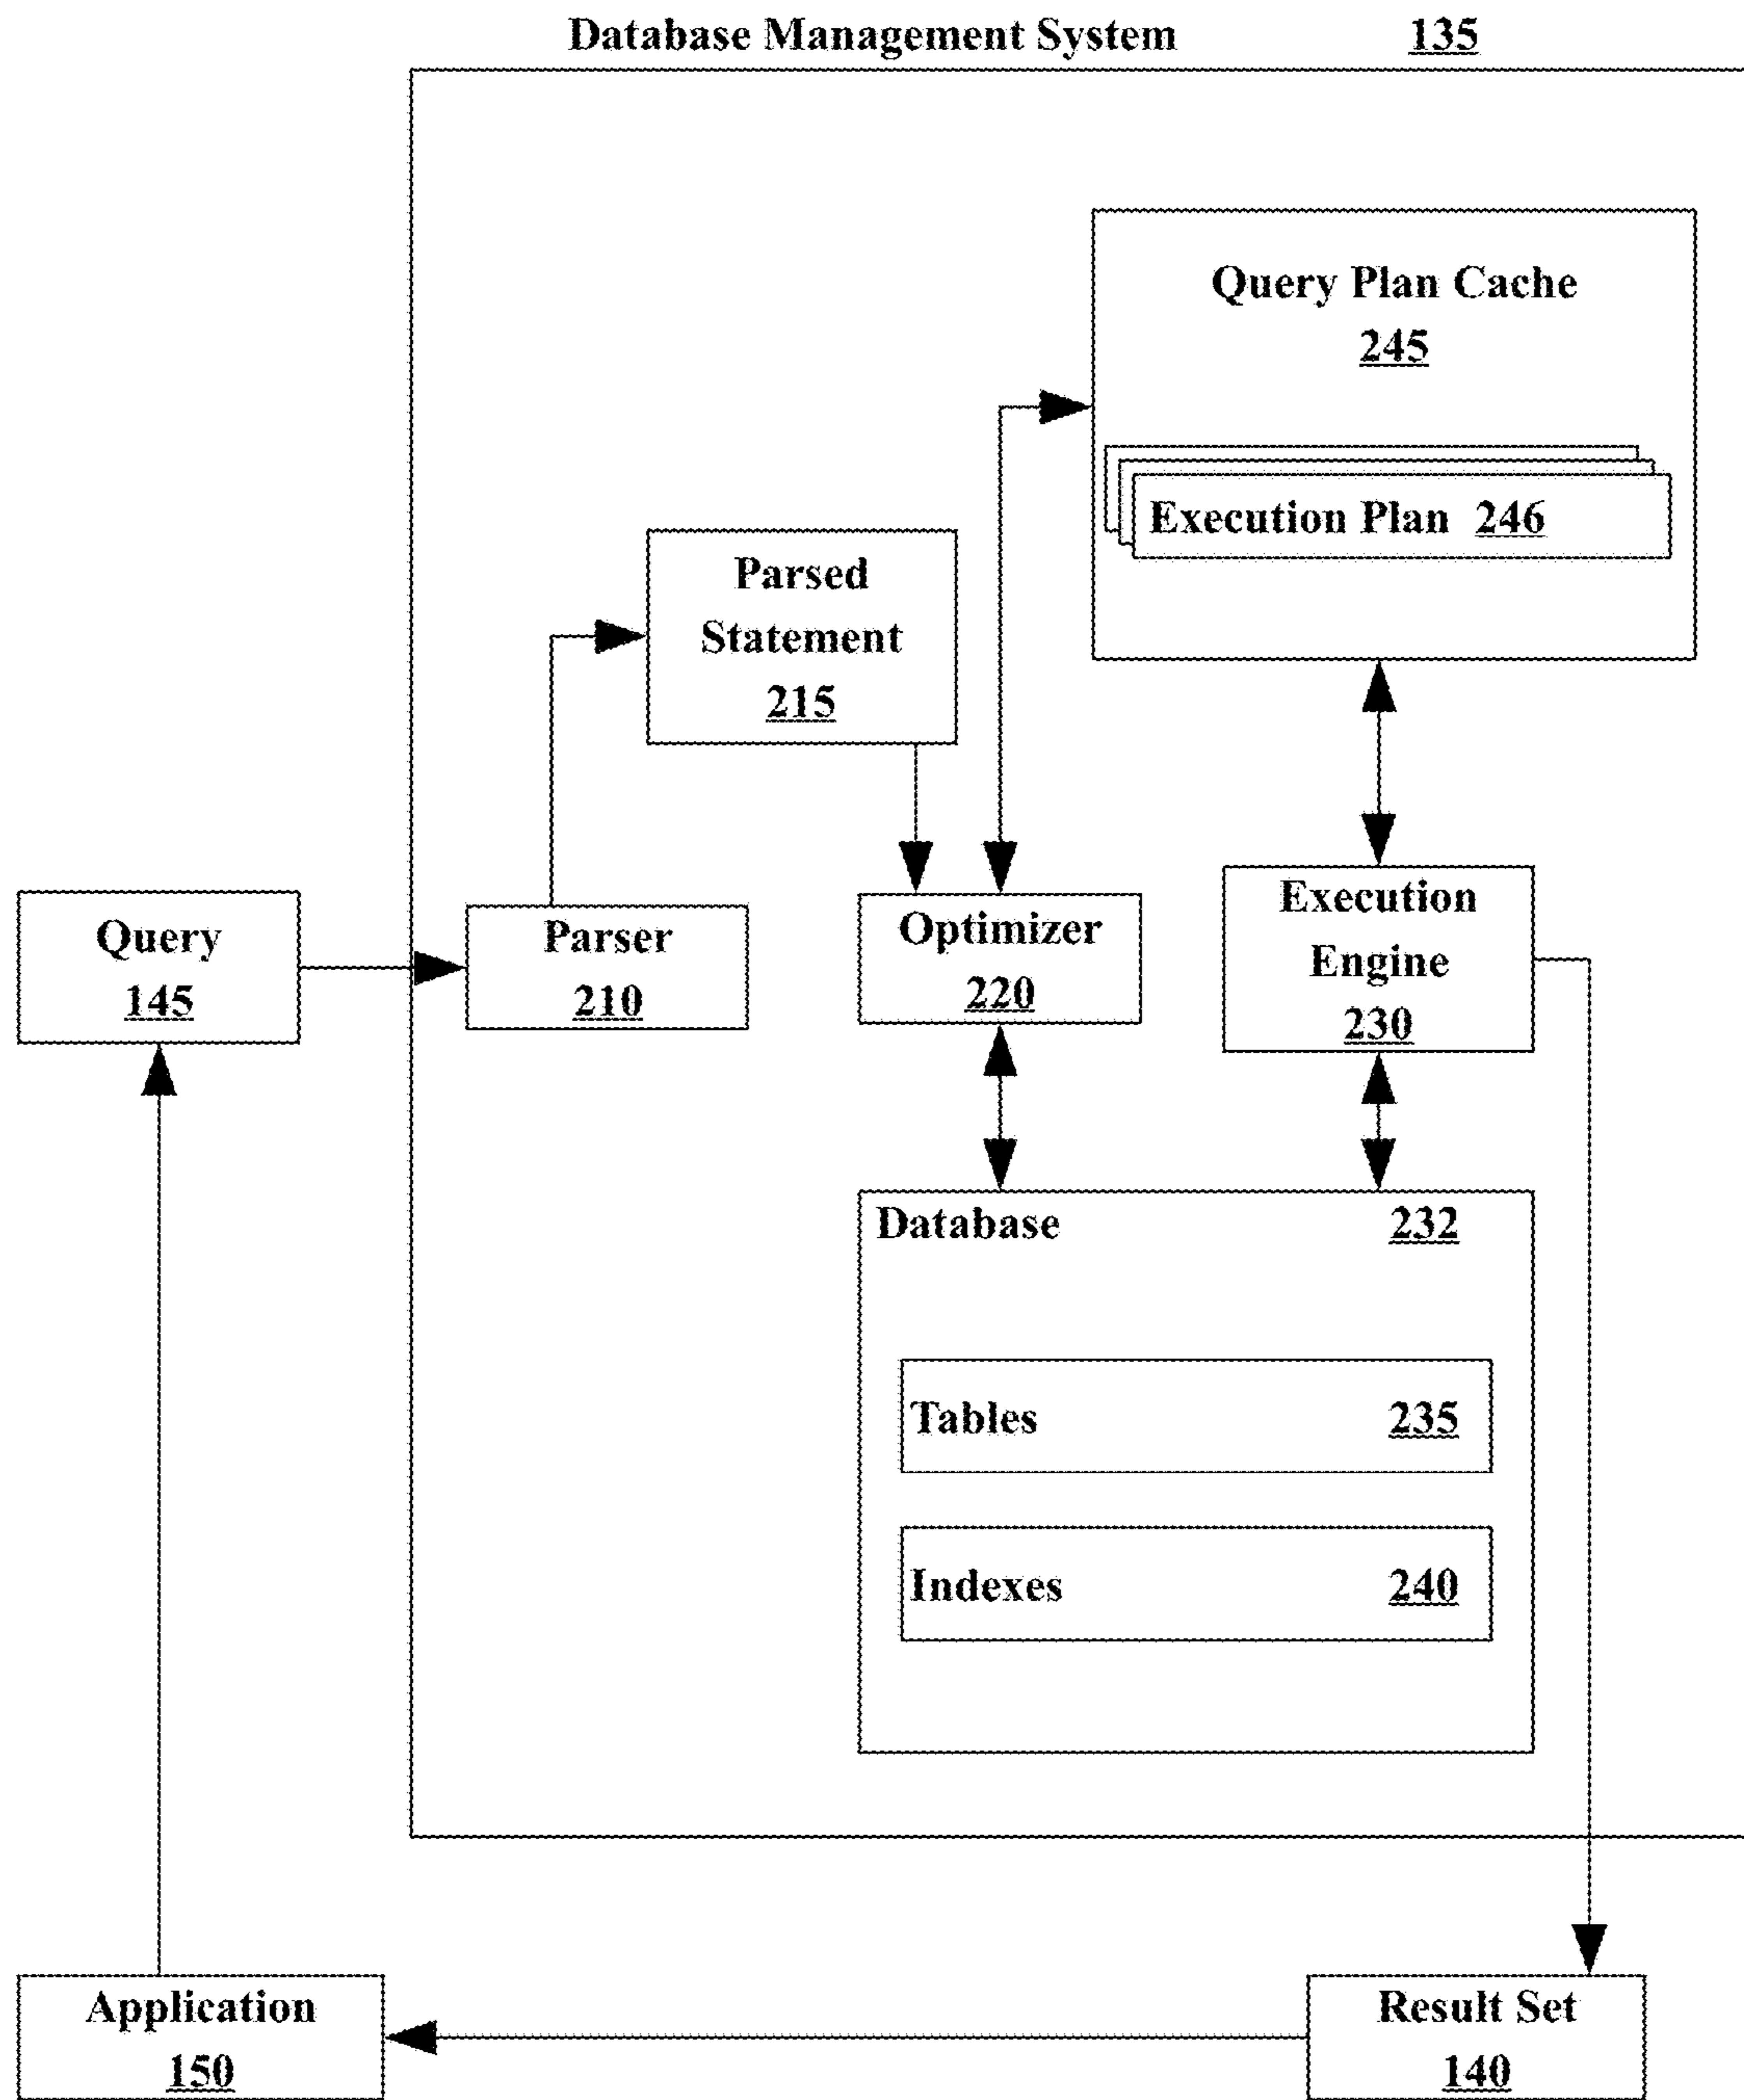 Database Management System 135
Query Plan Cache
245
Execution Plan 246
Parsed
Statement
215
Query
145
Parser
210
Optimizer
220
Execution
Engine
230
Database 232
Tables 235
Indexes 240
Application
150
Result Set
140